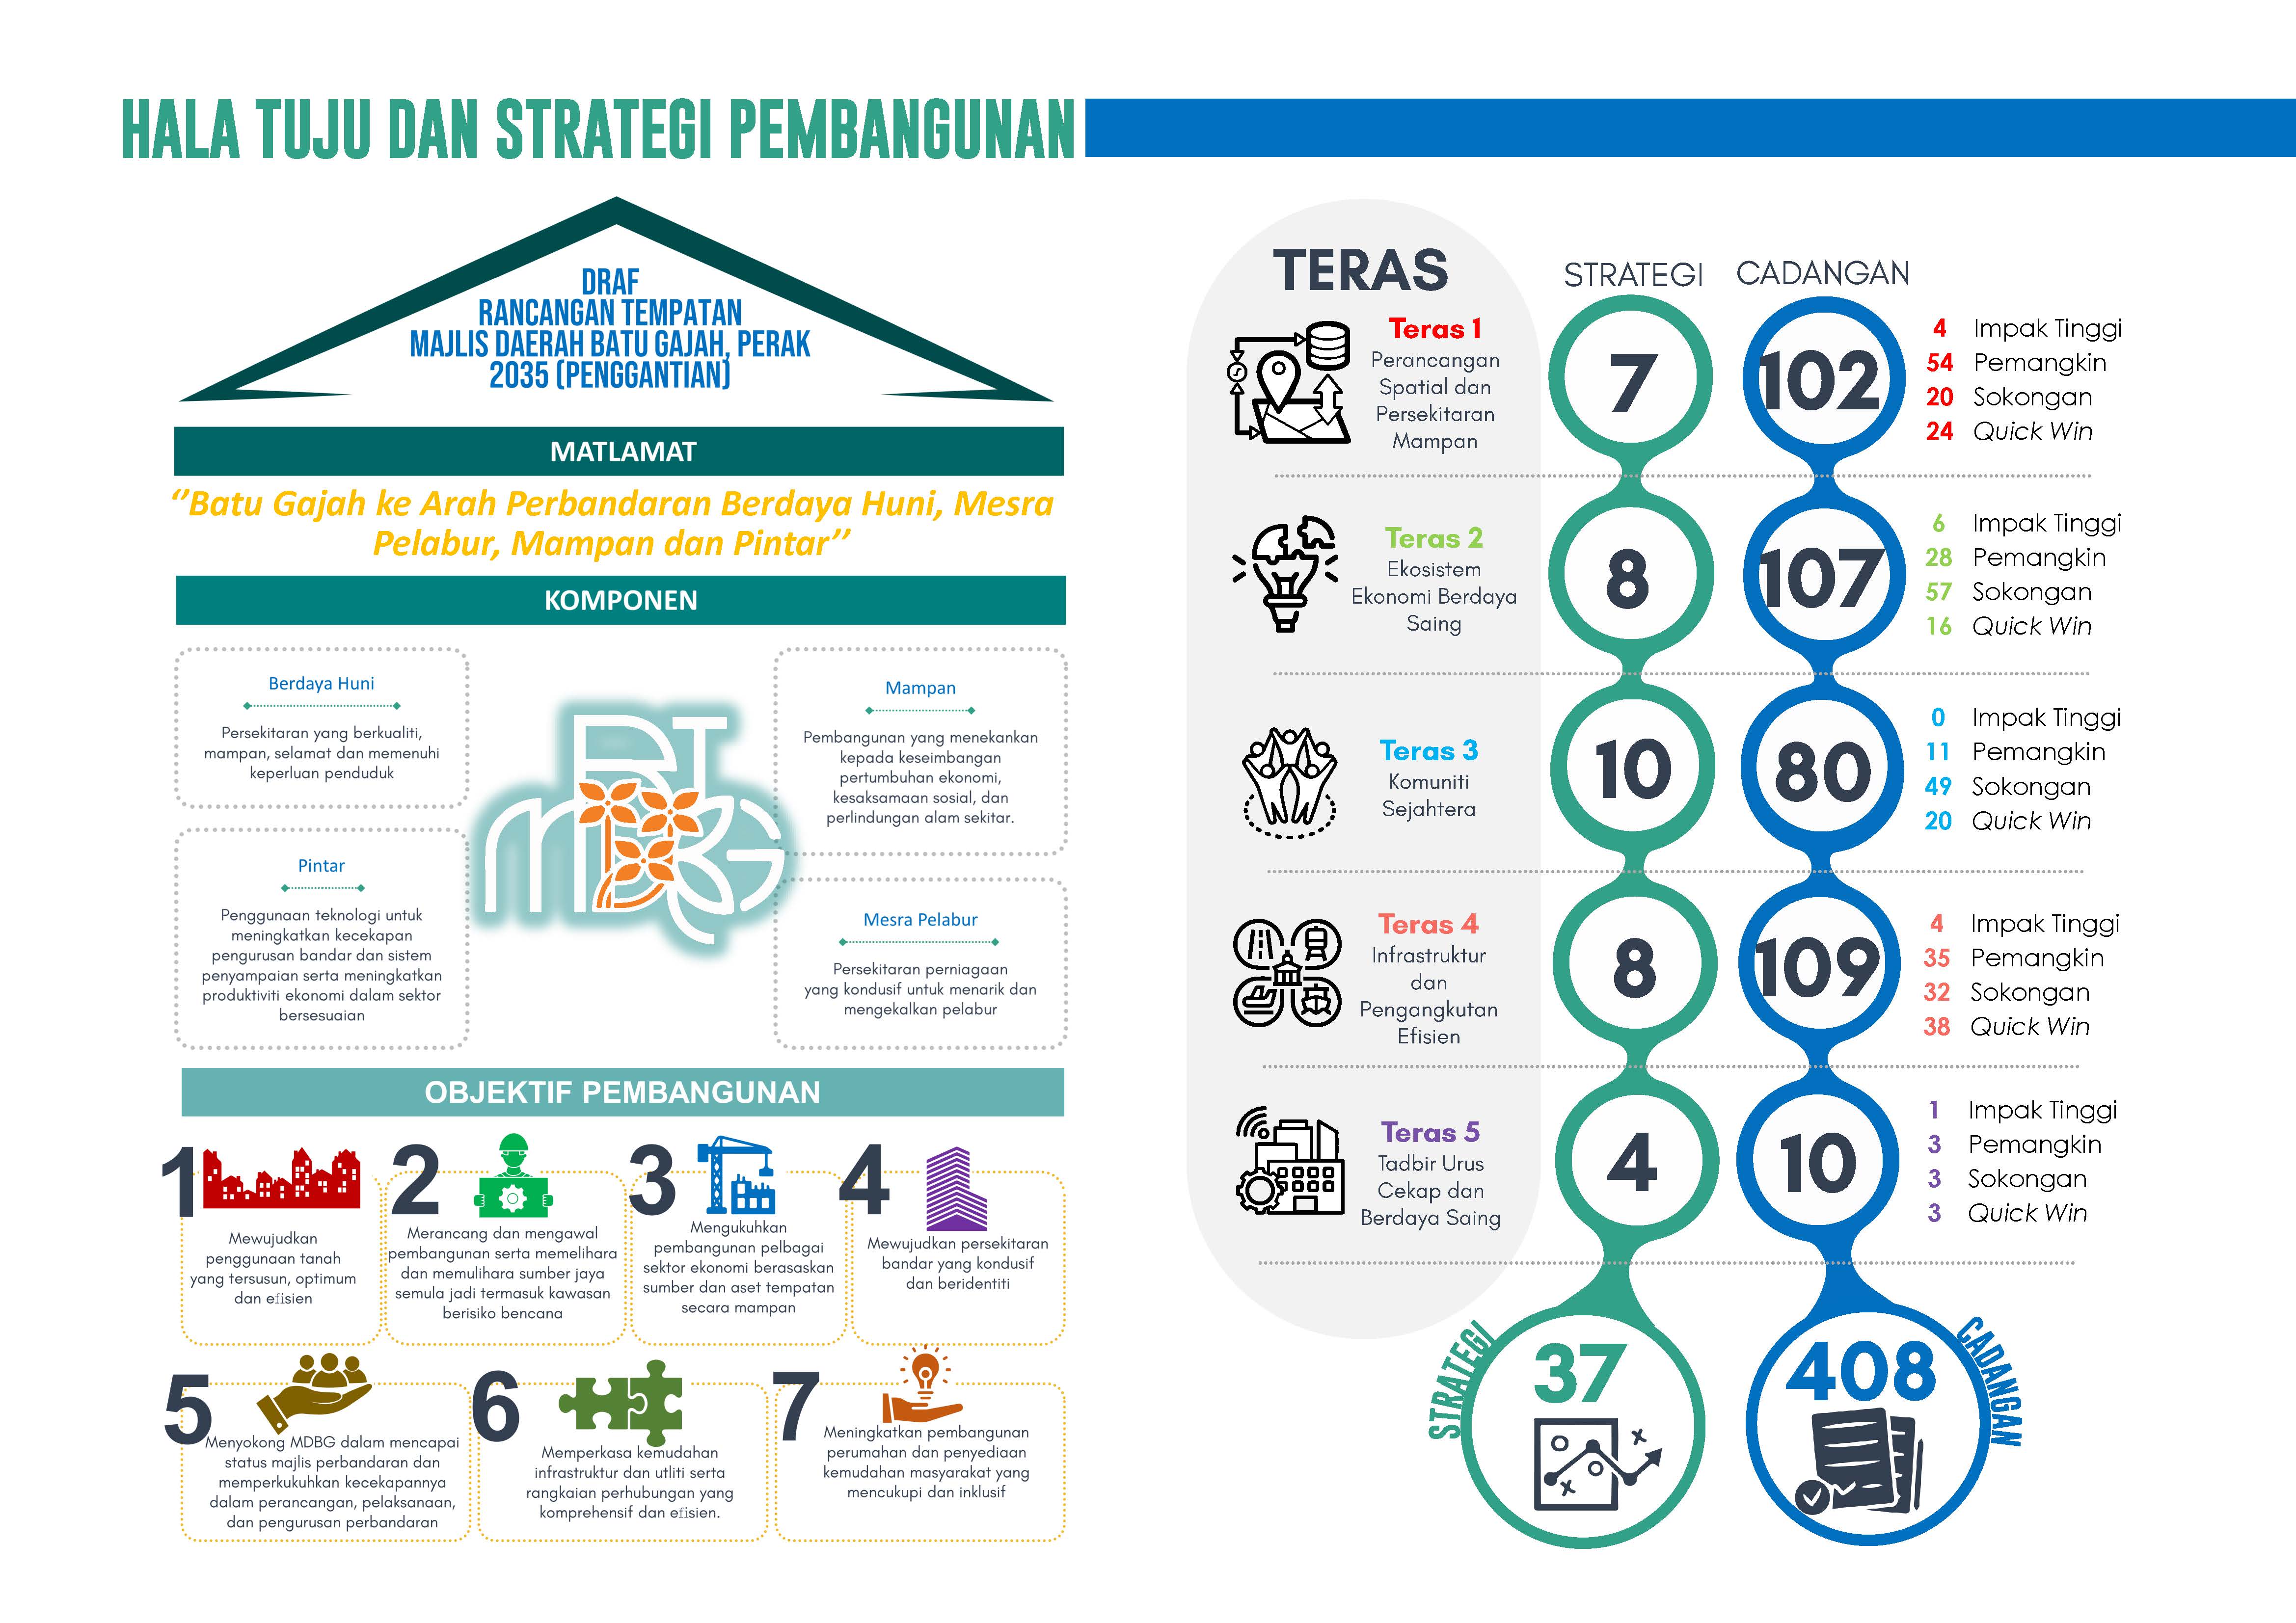 HALA TUJU DAN STRATEGI PEMBANGUNAN
DRAF
RANCANGAN TEMPATAN
MAJLIS DAERAH BATU GAJAH, PERAK
2035 (PENGGANTIAN)
MATLAMAT
‘’Batu Gajah ke Arah Perbandaran Berdaya Huni, Mesra
Pelabur, Mampan dan Pintar’’
KOMPONEN
Berdaya Huni
Persekitaran yang berkualiti,
mampan, selamat dan memenuhi
keperluan penduduk
Mampan
Pembangunan yang menekankan
kepada keseimbangan
pertumbuhan ekonomi,
kesaksamaan sosial, dan
perlindungan alam sekitar.
RT
MDBG
Pintar
Penggunaan teknologi untuk
meningkatkan kecekapan
pengurusan bandar dan sistem
penyampaian serta meningkatkan
produktiviti ekonomi dalam sektor
bersesuaian
Mesra Pelabur
Persekitaran perniagaan
yang kondusif untuk menarik dan
mengekalkan pelabur
OBJEKTIF PEMBANGUNAN
1
Mewujudkan
penggunaan tanah
yang tersusun, optimum
dan efisien
2
Merancang dan mengawal
pembangunan serta memelihara
dan memulihara sumber jaya
semula jadi termasuk kawasan
berisiko bencana
3
Mengukuhkan
pembangunan pelbagai
sektor ekonomi berasaskan
sumber dan aset tempatan
secara mampan
4
Mewujudkan persekitaran
bandar yang kondusif
dan beridentiti
5
Menyokong MDBG dalam mencapai
status majlis perbandaran dan
memperkukuhkan kecekapannya
dalam perancangan, pelaksanaan,
dan pengurusan perbandaran
6
Memperkasa kemudahan
infrastruktur dan utliti serta
rangkaian perhubungan yang
komprehensif dan efisien.
7
Meningkatkan pembangunan
perumahan dan penyediaan
kemudahan masyarakat yang
mencukupi dan inklusif
TERAS
STRATEGI
CADANGAN
Teras 1
Perancangan
Spatial dan
Persekitaran
Mampan
7
102
4 Impak Tinggi
54 Pemangkin
20 Sokongan
24 Quick Win
Teras 2
Ekosistem
Ekonomi Berdaya
Saing
8
107
6 Impak Tinggi
28 Pemangkin
57 Sokongan
16 Quick Win
Teras 3
Komuniti
Sejahtera
10
80
0 Impak Tinggi
11 Pemangkin
49 Sokongan
20 Quick Win
Teras 4
Infrastruktur
dan
Pengangkutan
Efisien
8
109
4 Impak Tinggi
35 Pemangkin
32 Sokongan
38 Quick Win
Teras 5
Tadbir Urus
Cekap dan
Berdaya Saing
4
10
1 Impak Tinggi
3 Pemangkin
3 Sokongan
3 Quick Win
STRATEGI
37
408
CADANGAN